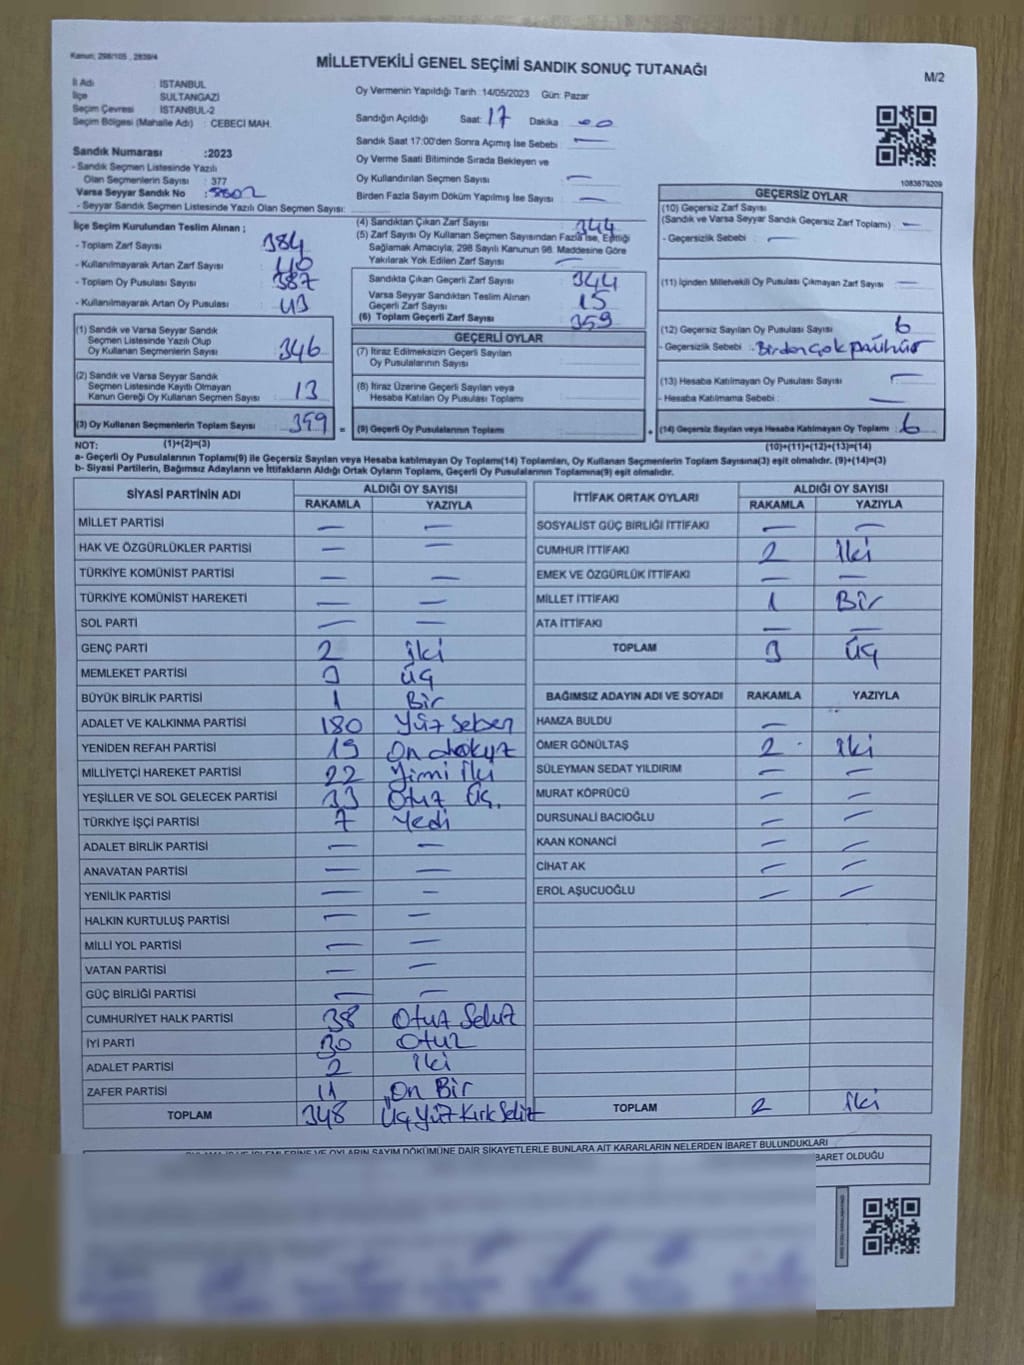 Kanun: 298/105 , 2839/4
MİLLETVEKİLİ GENEL SEÇİMİ SANDIK SONUÇ TUTANAĞI
M/2
İl Adı İSTANBUL
İlçe SULTANGAZİ
Seçim Çevresi İSTANBUL-2
Seçim Bölgesi (Mahalle Adı) : CEBECİ MAH.
Sandık Numarası :2023
- Sandık Seçmen Listesinde Yazılı
Olan Seçmenlerin Sayısı : 377
Varsa Seyyar Sandık No :
- Seyyar Sandık Seçmen Listesinde Yazılı Olan Seçmen Sayısı:
Oy Vermenin Yapıldığı Tarih :14/05/2023 Gün: Pazar
Sandığın Açıldığı Saat: 17 Dakika : 00
Sandık Saat 17:00'den Sonra Açılmış İse Sebebi : —
Oy Verme Saati Bitiminde Sırada Bekleyen ve
Oy Kullandırılan Seçmen Sayısı : —
Birden Fazla Sayım Döküm Yapılmış İse Sayısı : —
1083679209
İlçe Seçim Kurulundan Teslim Alınan ;
- Toplam Zarf Sayısı 384
- Kullanılmayarak Artan Zarf Sayısı 40
- Toplam Oy Pusulası Sayısı 387
- Kullanılmayarak Artan Oy Pusulası 43
(1) Sandık ve Varsa Seyyar Sandık
Seçmen Listesinde Yazılı Olup
Oy Kullanan Seçmenlerin Sayısı 346
(2) Sandık ve Varsa Seyyar Sandık
Seçmen Listesinde Kayıtlı Olmayan
Kanun Gereği Oy Kullanan Seçmen Sayısı 13
(3) Oy Kullanan Seçmenlerin Toplam Sayısı 359
(1)+(2)=(3)
(4) Sandıktan Çıkan Zarf Sayısı : 344
(5) Zarf Sayısı Oy Kullanan Seçmen Sayısından Fazla İse, Eşitliği
Sağlamak Amacıyla, 298 Sayılı Kanunun 98. Maddesine Göre
Yakılarak Yok Edilen Zarf Sayısı —
Sandıkta Çıkan Geçerli Zarf Sayısı 344
Varsa Seyyar Sandıktan Teslim Alınan
Geçerli Zarf Sayısı 15
(6) Toplam Geçerli Zarf Sayısı 359
GEÇERLİ OYLAR
(7) İtiraz Edilmeksizin Geçerli Sayılan
Oy Pusulalarının Sayısı
(8) İtiraz Üzerine Geçerli Sayılan veya
Hesaba Katılan Oy Pusulalarının Toplamı
= (9) Geçerli Oy Pusulalarının Toplamı
GEÇERSİZ OYLAR
(10) Geçersiz Zarf Sayısı
(Sandık ve Varsa Seyyar Sandık Geçersiz Zarf Toplamı) : —
- Geçersizlik Sebebi : —
(11) İçinden Milletvekili Oy Pusulası Çıkmayan Zarf Sayısı : —
(12) Geçersiz Sayılan Oy Pusulası Sayısı 6
- Geçersizlik Sebebi : Birden çok
(13) Hesaba Katılmayan Oy Pusulası Sayısı —
- Hesaba Katılmama Sebebi : —
+ (14) Geçersiz Sayılan veya Hesaba Katılmayan Oy Toplamı 6
(10)+(11)+(12)+(13)=(14)
NOT:
a- Geçerli Oy Pusulalarının Toplamı(9) ile Geçersiz Sayılan veya Hesaba katılmayan Oy Toplamı(14) Toplamları, Oy Kullanan Seçmenlerin Toplam Sayısına(3) eşit olmalıdır. (9)+(14)=(3)
b- Siyasi Partilerin, Bağımsız Adayların ve İttifakların Aldığı Ortak Oyların Toplamı, Geçerli Oy Pusulalarının Toplamına(9) eşit olmalıdır.
SİYASİ PARTİNİN ADI ALDIĞI OY SAYISI
RAKAMLA YAZIYLA
MİLLET PARTİSİ — —
HAK VE ÖZGÜRLÜKLER PARTİSİ — —
TÜRKİYE KOMÜNİST PARTİSİ — —
TÜRKİYE KOMÜNİST HAREKETİ — —
SOL PARTİ — —
GENÇ PARTİ 2 iki
MEMLEKET PARTİSİ 3 üç
BÜYÜK BİRLİK PARTİSİ 1 Bir
ADALET VE KALKINMA PARTİSİ 180 Yüz Seksen
YENİDEN REFAH PARTİSİ 19 On dokuz
MİLLİYETÇİ HAREKET PARTİSİ 22 Yirmi İki
YEŞİLLER VE SOL GELECEK PARTİSİ 33 Otuz Üç.
TÜRKİYE İŞÇİ PARTİSİ 7 Yedi
ADALET BİRLİK PARTİSİ — —
ANAVATAN PARTİSİ — —
YENİLİK PARTİSİ — —
HALKIN KURTULUŞ PARTİSİ — —
MİLLİ YOL PARTİSİ — —
VATAN PARTİSİ — —
GÜÇ BİRLİĞİ PARTİSİ — —
CUMHURİYET HALK PARTİSİ 38 Otuz Sekiz
İYİ PARTİ 30 Otuz
ADALET PARTİSİ 2 İki
ZAFER PARTİSİ 11 On Bir
TOPLAM 348 Üç Yüz Kırk Sekiz
İTTİFAK ORTAK OYLARI ALDIĞI OY SAYISI
RAKAMLA YAZIYLA
SOSYALİST GÜÇ BİRLİĞİ İTTİFAKI — —
CUMHUR İTTİFAKI 2 iki
EMEK VE ÖZGÜRLÜK İTTİFAKI — —
MİLLET İTTİFAKI 1 Bir
ATA İTTİFAKI — —
TOPLAM 3 üç
BAĞIMSIZ ADAYIN ADI VE SOYADI RAKAMLA YAZIYLA
HAMZA BULDU —
ÖMER GÖNÜLTAŞ 2 iki
SÜLEYMAN SEDAT YILDIRIM — —
MURAT KÖPRÜCÜ — —
DURSUNALİ BACIOĞLU — —
KAAN KONANCİ — —
CİHAT AK — —
EROL AŞUCUOĞLU — —
TOPLAM 2 iki
OYLARIN SAYIM DÖKÜMÜNE DAİR ŞİKAYETLERLE BUNLARA AİT KARARLARIN NELERDEN İBARET BULUNDUKLARI
BARET OLDUĞU